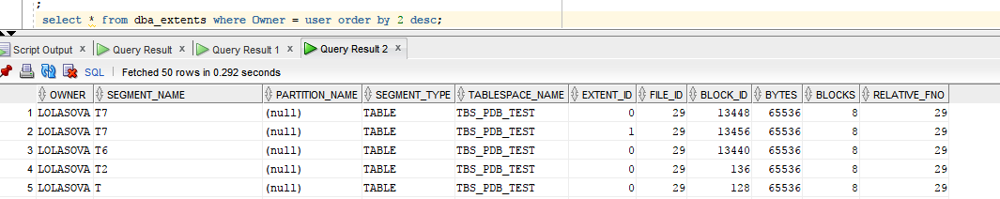 ;
select * from dba_extents where Owner = user order by 2 desc;
Script Output x Query Result x Query Result 1 x Query Result 2 x
SQL | Fetched 50 rows in 0.292 seconds
OWNER SEGMENT_NAME PARTITION_NAME SEGMENT_TYPE TABLESPACE_NAME EXTENT_ID FILE_ID BLOCK_ID BYTES BLOCKS RELATIVE_FNO
1 LOLASOVA T7 (null) TABLE TBS_PDB_TEST 0 29 13448 65536 8 29
2 LOLASOVA T7 (null) TABLE TBS_PDB_TEST 1 29 13456 65536 8 29
3 LOLASOVA T6 (null) TABLE TBS_PDB_TEST 0 29 13440 65536 8 29
4 LOLASOVA T2 (null) TABLE TBS_PDB_TEST 0 29 136 65536 8 29
5 LOLASOVA T (null) TABLE TBS_PDB_TEST 0 29 128 65536 8 29